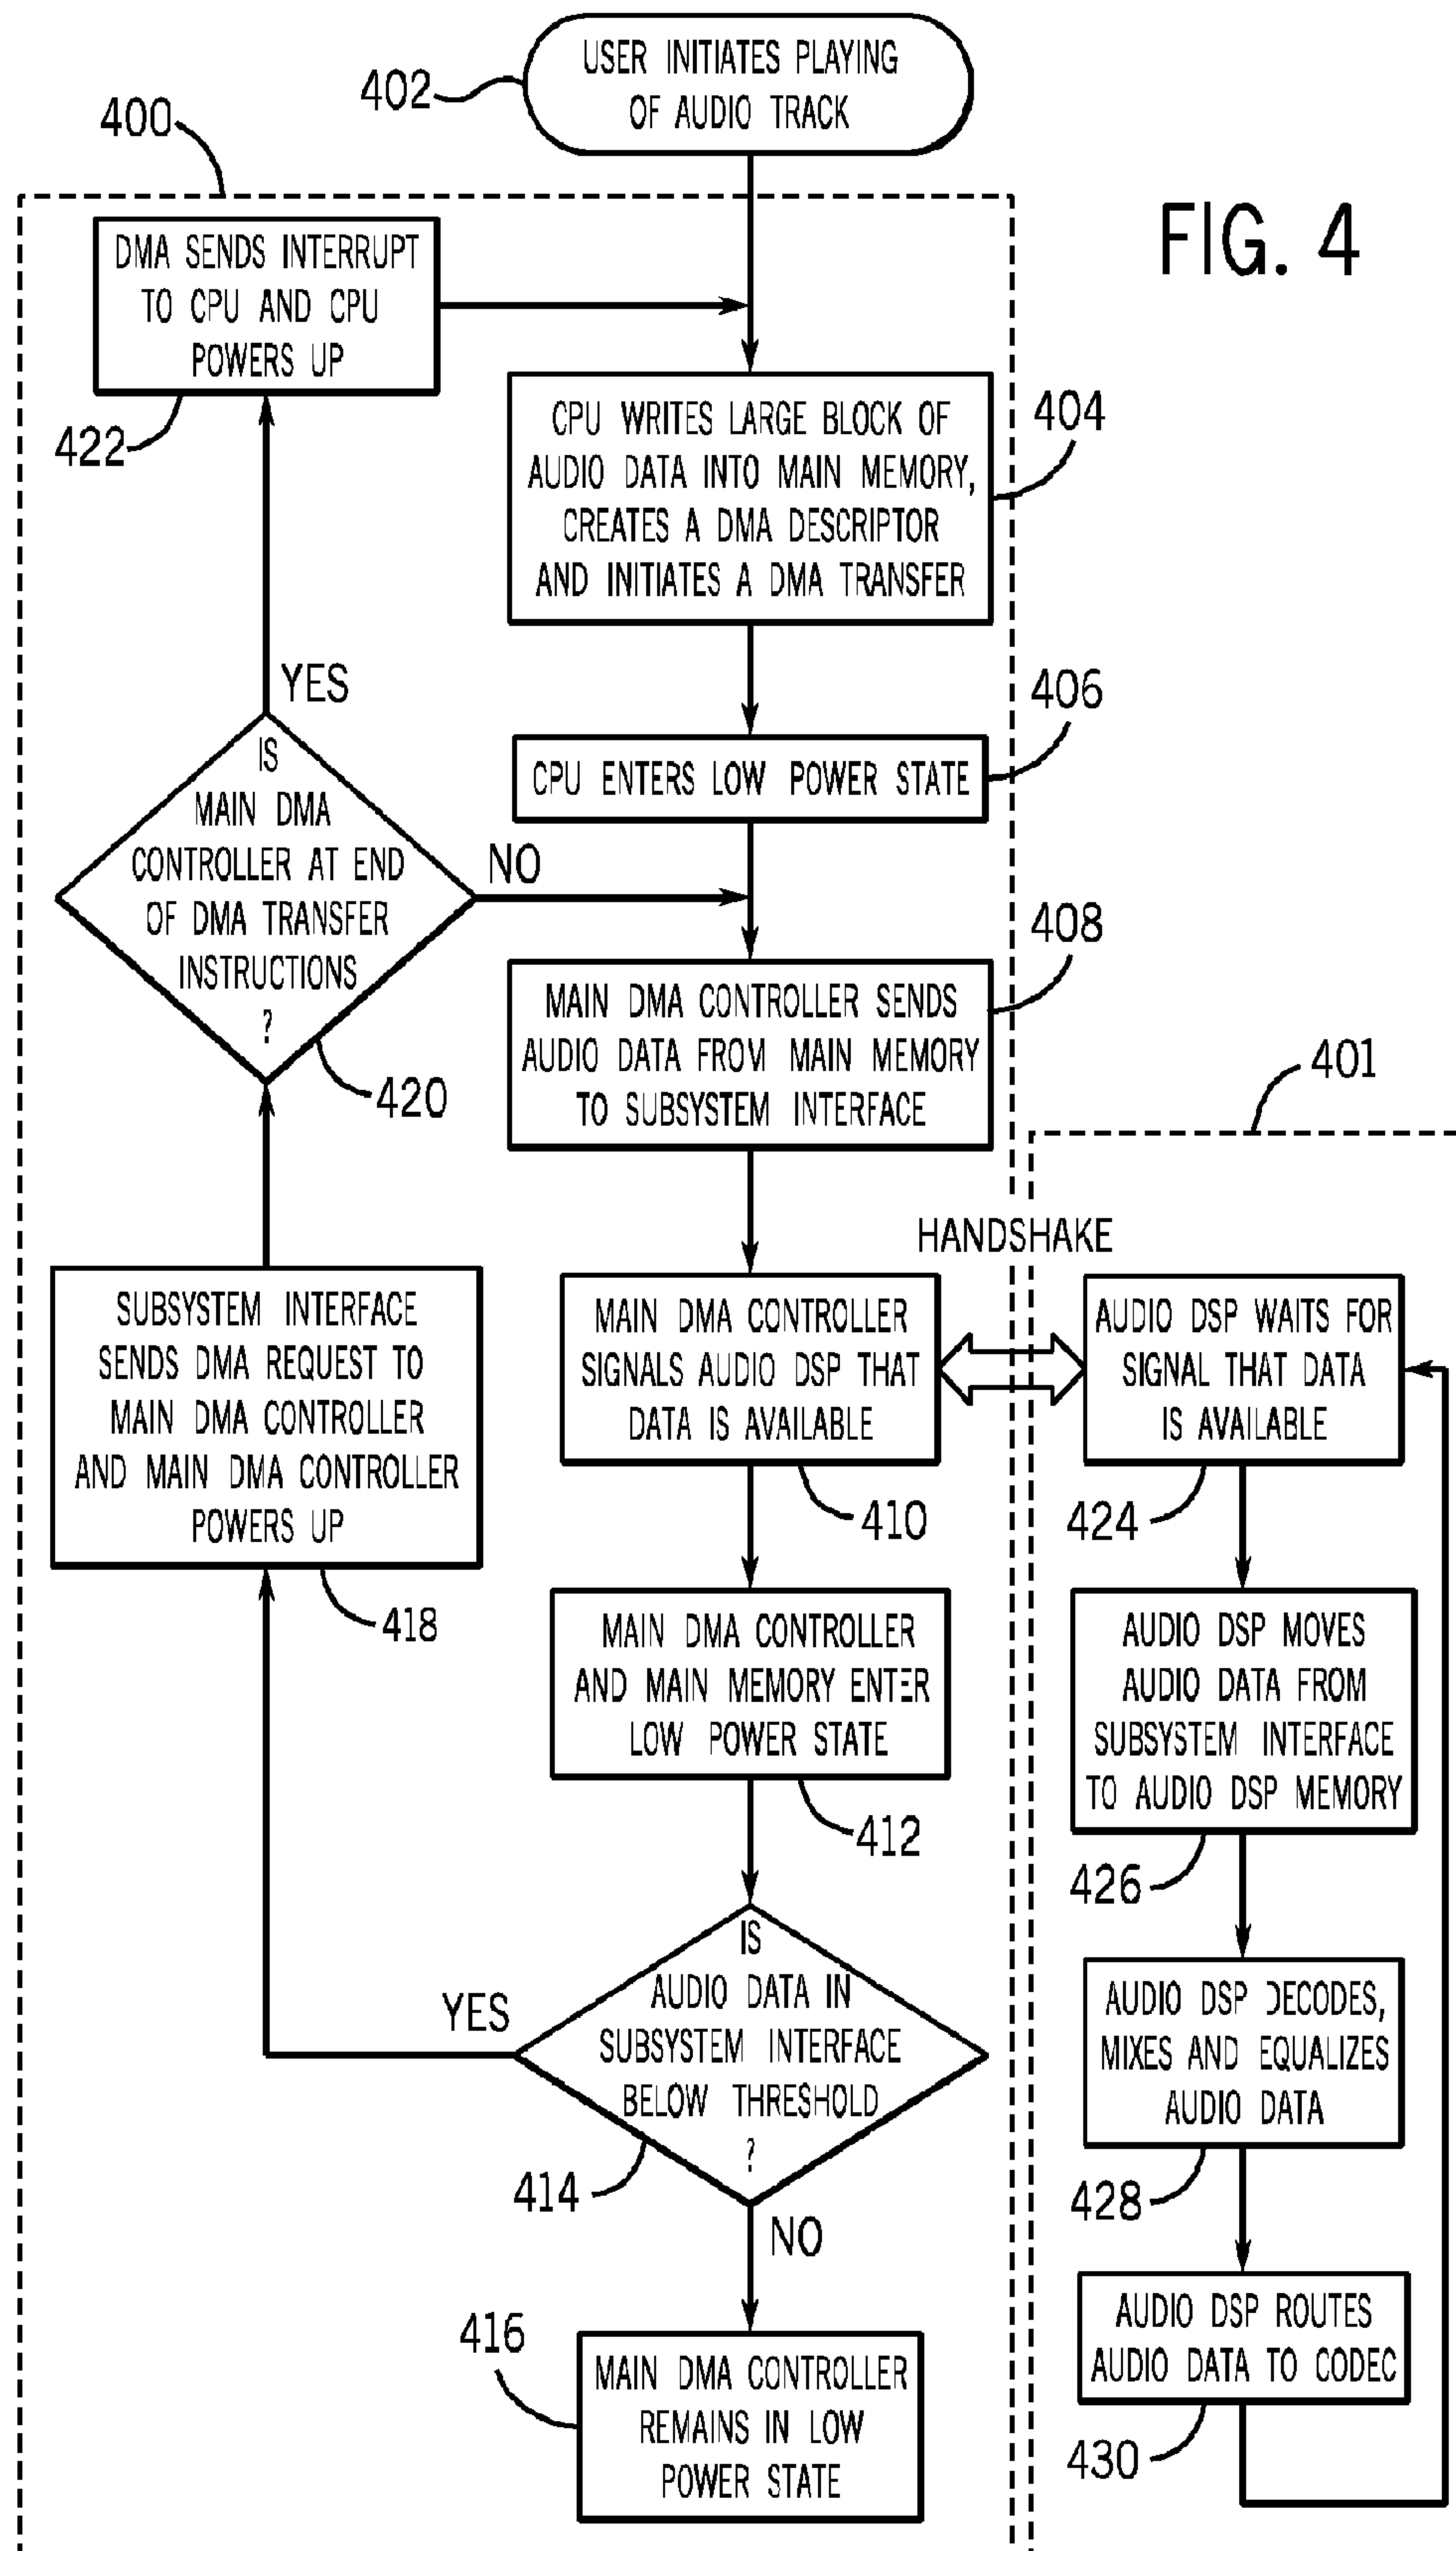 USER INITIATES PLAYING
OF AUDIO TRACK
402
400
FIG. 4
DMA SENDS INTERRUPT
TO CPU AND CPU
POWERS UP
422
CPU WRITES LARGE BLOCK OF
AUDIO DATA INTO MAIN MEMORY,
CREATES A DMA DESCRIPTOR
AND INITIATES A DMA TRANSFER
404
YES
406
CPU ENTERS LOW POWER STATE
IS
MAIN DMA
CONTROLLER AT END
OF DMA TRANSFER
INSTRUCTIONS
?
NO
420
408
MAIN DMA CONTROLLER SENDS
AUDIO DATA FROM MAIN MEMORY
TO SUBSYSTEM INTERFACE
401
HANDSHAKE
SUBSYSTEM INTERFACE
SENDS DMA REQUEST TO
MAIN DMA CONTROLLER
AND MAIN DMA CONTROLLER
POWERS UP
418
MAIN DMA CONTROLLER
SIGNALS AUDIO DSP THAT
DATA IS AVAILABLE
410
AUDIO DSP WAITS FOR
SIGNAL THAT DATA
IS AVAILABLE
424
MAIN DMA CONTROLLER
AND MAIN MEMORY ENTER
LOW POWER STATE
412
AUDIO DSP MOVES
AUDIO DATA FROM
SUBSYSTEM INTERFACE
TO AUDIO DSP MEMORY
426
YES
IS
AUDIO DATA IN
SUBSYSTEM INTERFACE
BELOW THRESHOLD
?
414
NO
AUDIO DSP DECODES,
MIXES AND EQUALIZES
AUDIO DATA
428
416
MAIN DMA CONTROLLER
REMAINS IN LOW
POWER STATE
AUDIO DSP ROUTES
AUDIO DATA TO CODEC
430